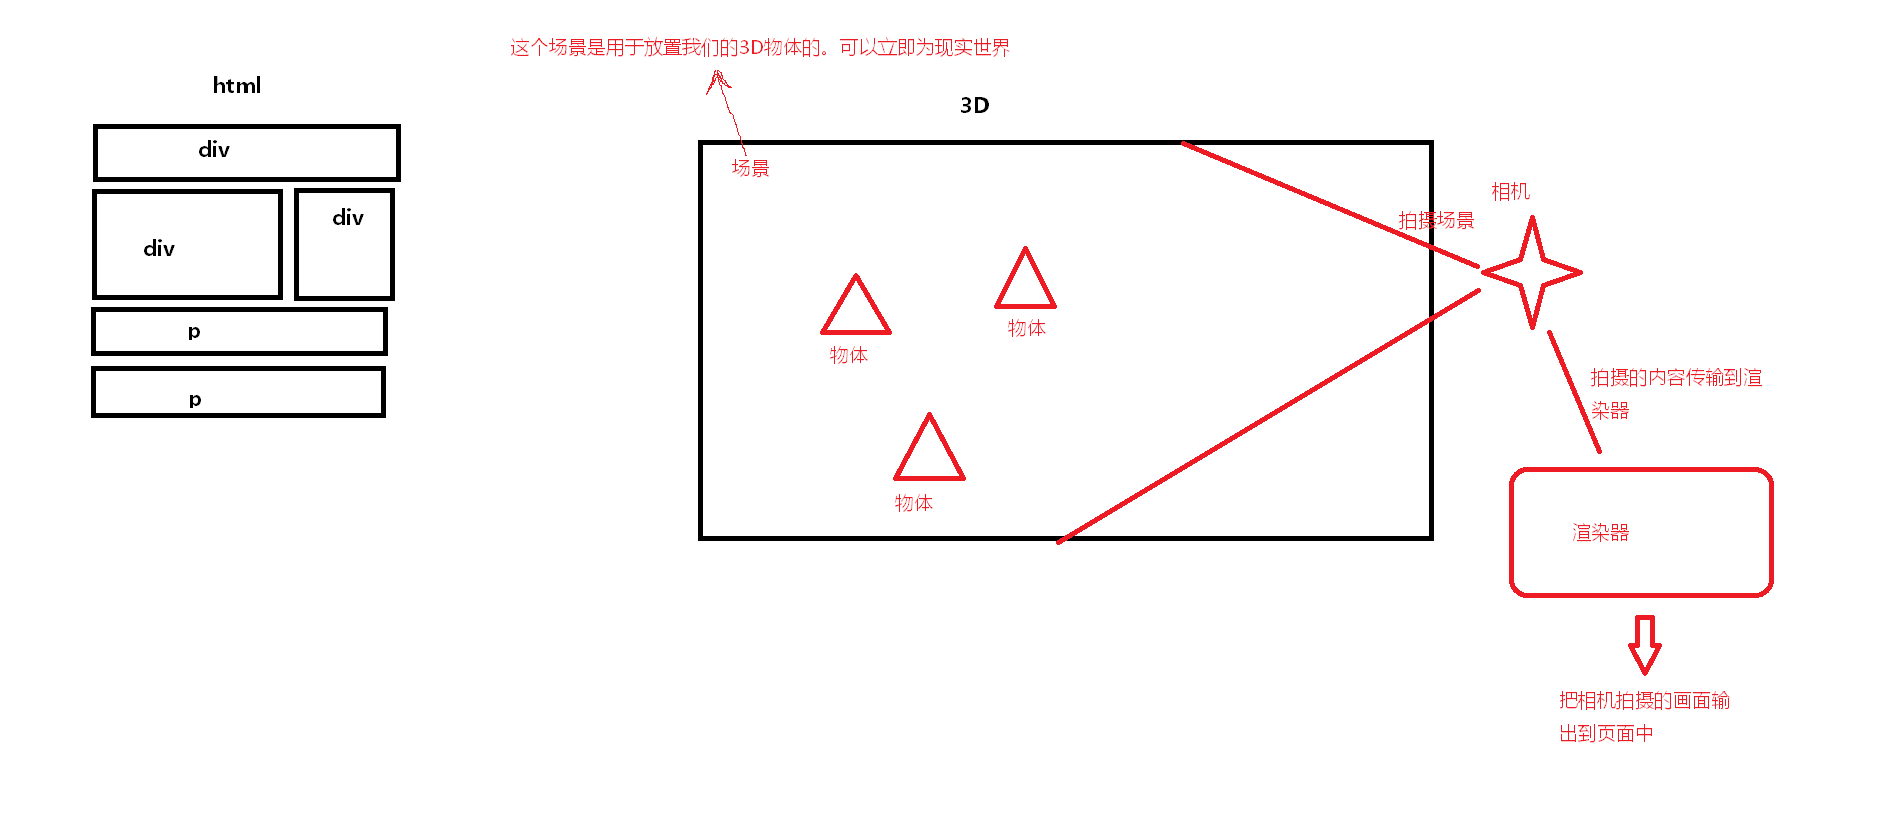 html
div
div
div
p
p
这个场景是用于放置我们的3D物体的。可以立即为现实世界
3D
场景
物体
物体
物体
拍摄场景
相机
拍摄的内容传输到渲
染器
渲染器
把相机拍摄的画面输
出到页面中